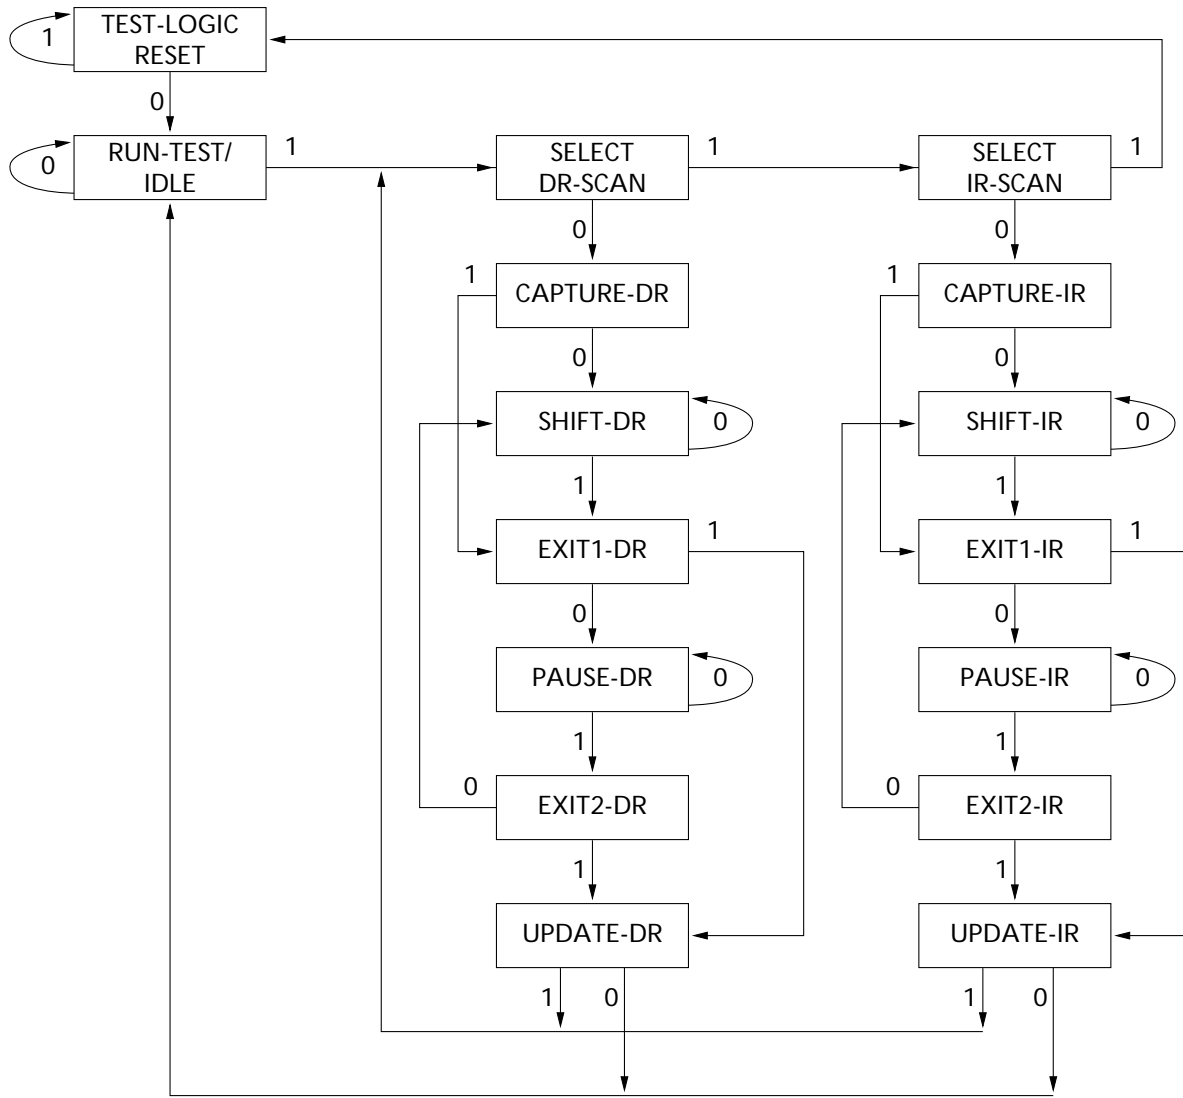 TEST-LOGIC
RESET
1
0
RUN-TEST/
IDLE
0
1
SELECT
DR-SCAN
1
SELECT
IR-SCAN
1
0
0
1
CAPTURE-DR
1
CAPTURE-IR
0
0
SHIFT-DR
0
SHIFT-IR
0
1
1
EXIT1-DR
1
EXIT1-IR
1
0
0
PAUSE-DR
0
PAUSE-IR
0
1
1
0
EXIT2-DR
0
EXIT2-IR
1
1
UPDATE-DR
UPDATE-IR
1
0
1
0